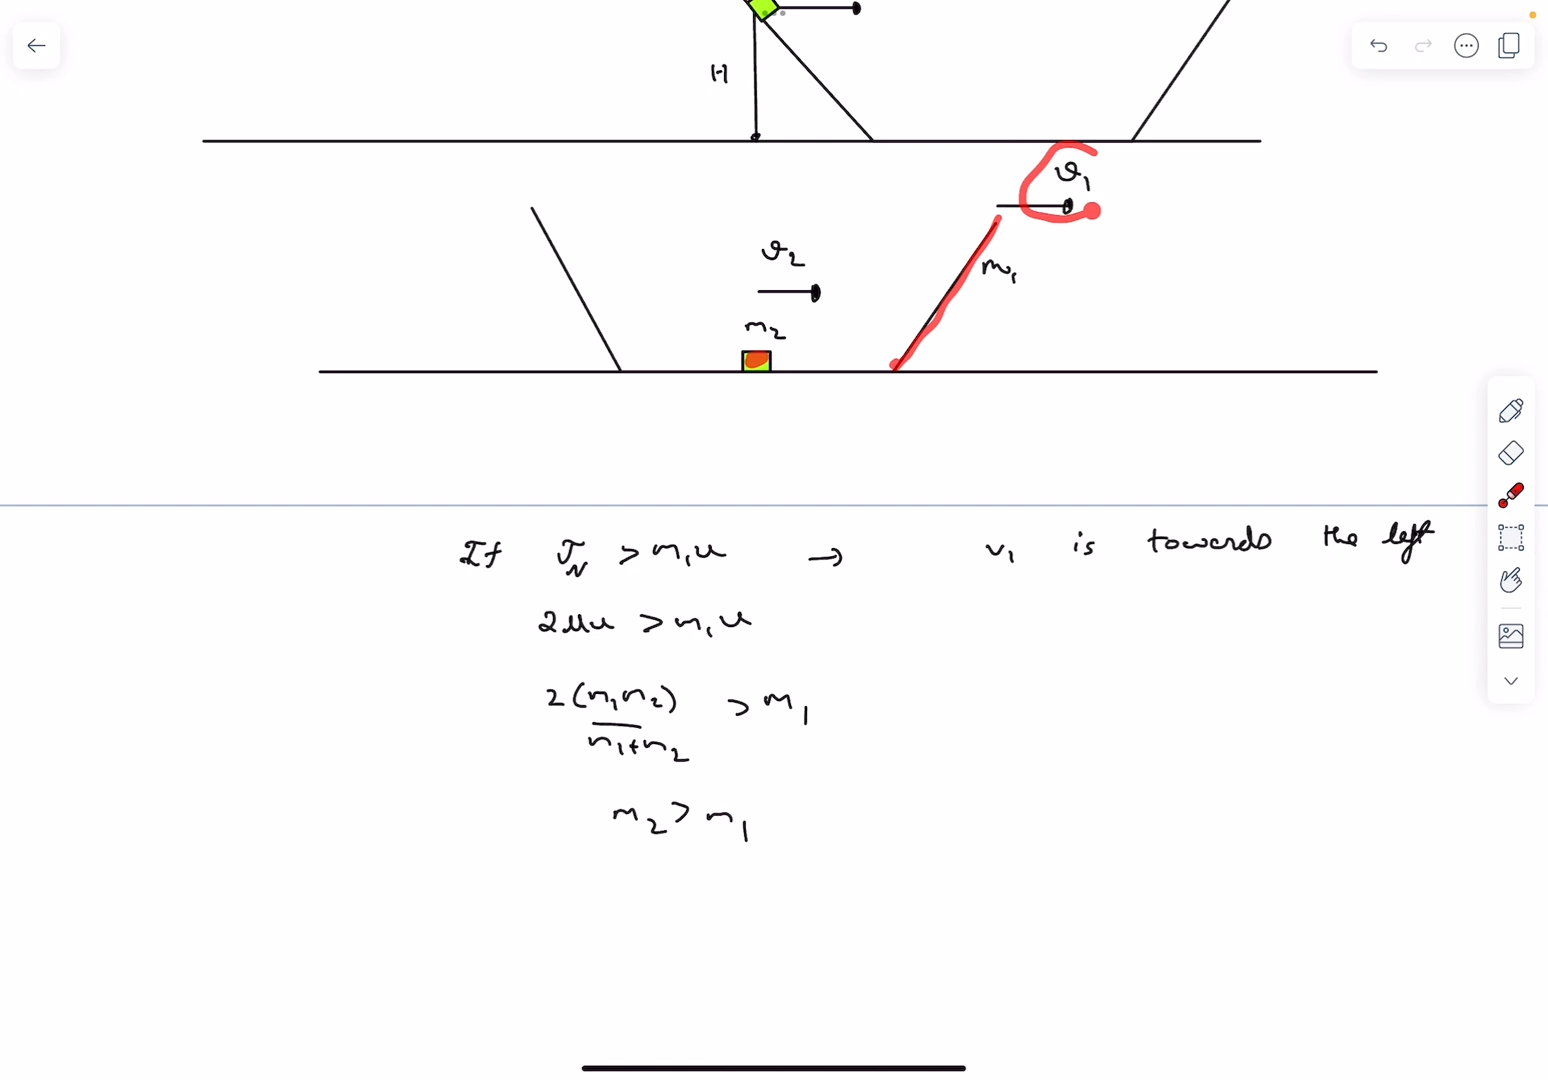 H
ϑ₁
ϑ₂
m₁
m₂
If J_N > m₁u → v₁ is towards the left
2μu > m₁u
2(m₁m₂)/(m₁+m₂) > m₁
m₂ > m₁